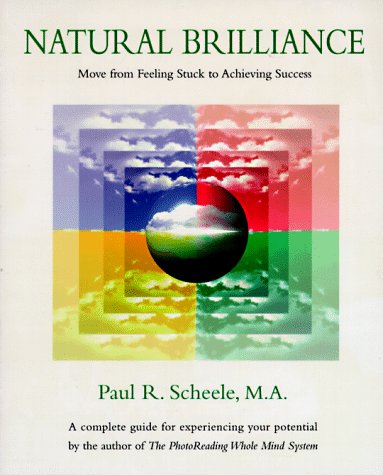 NATURAL BRILLIANCE
Move from Feeling Stuck to Achieving Success
Paul R. Scheele, M.A.
A complete guide for experiencing your potential
by the author of The PhotoReading Whole Mind System